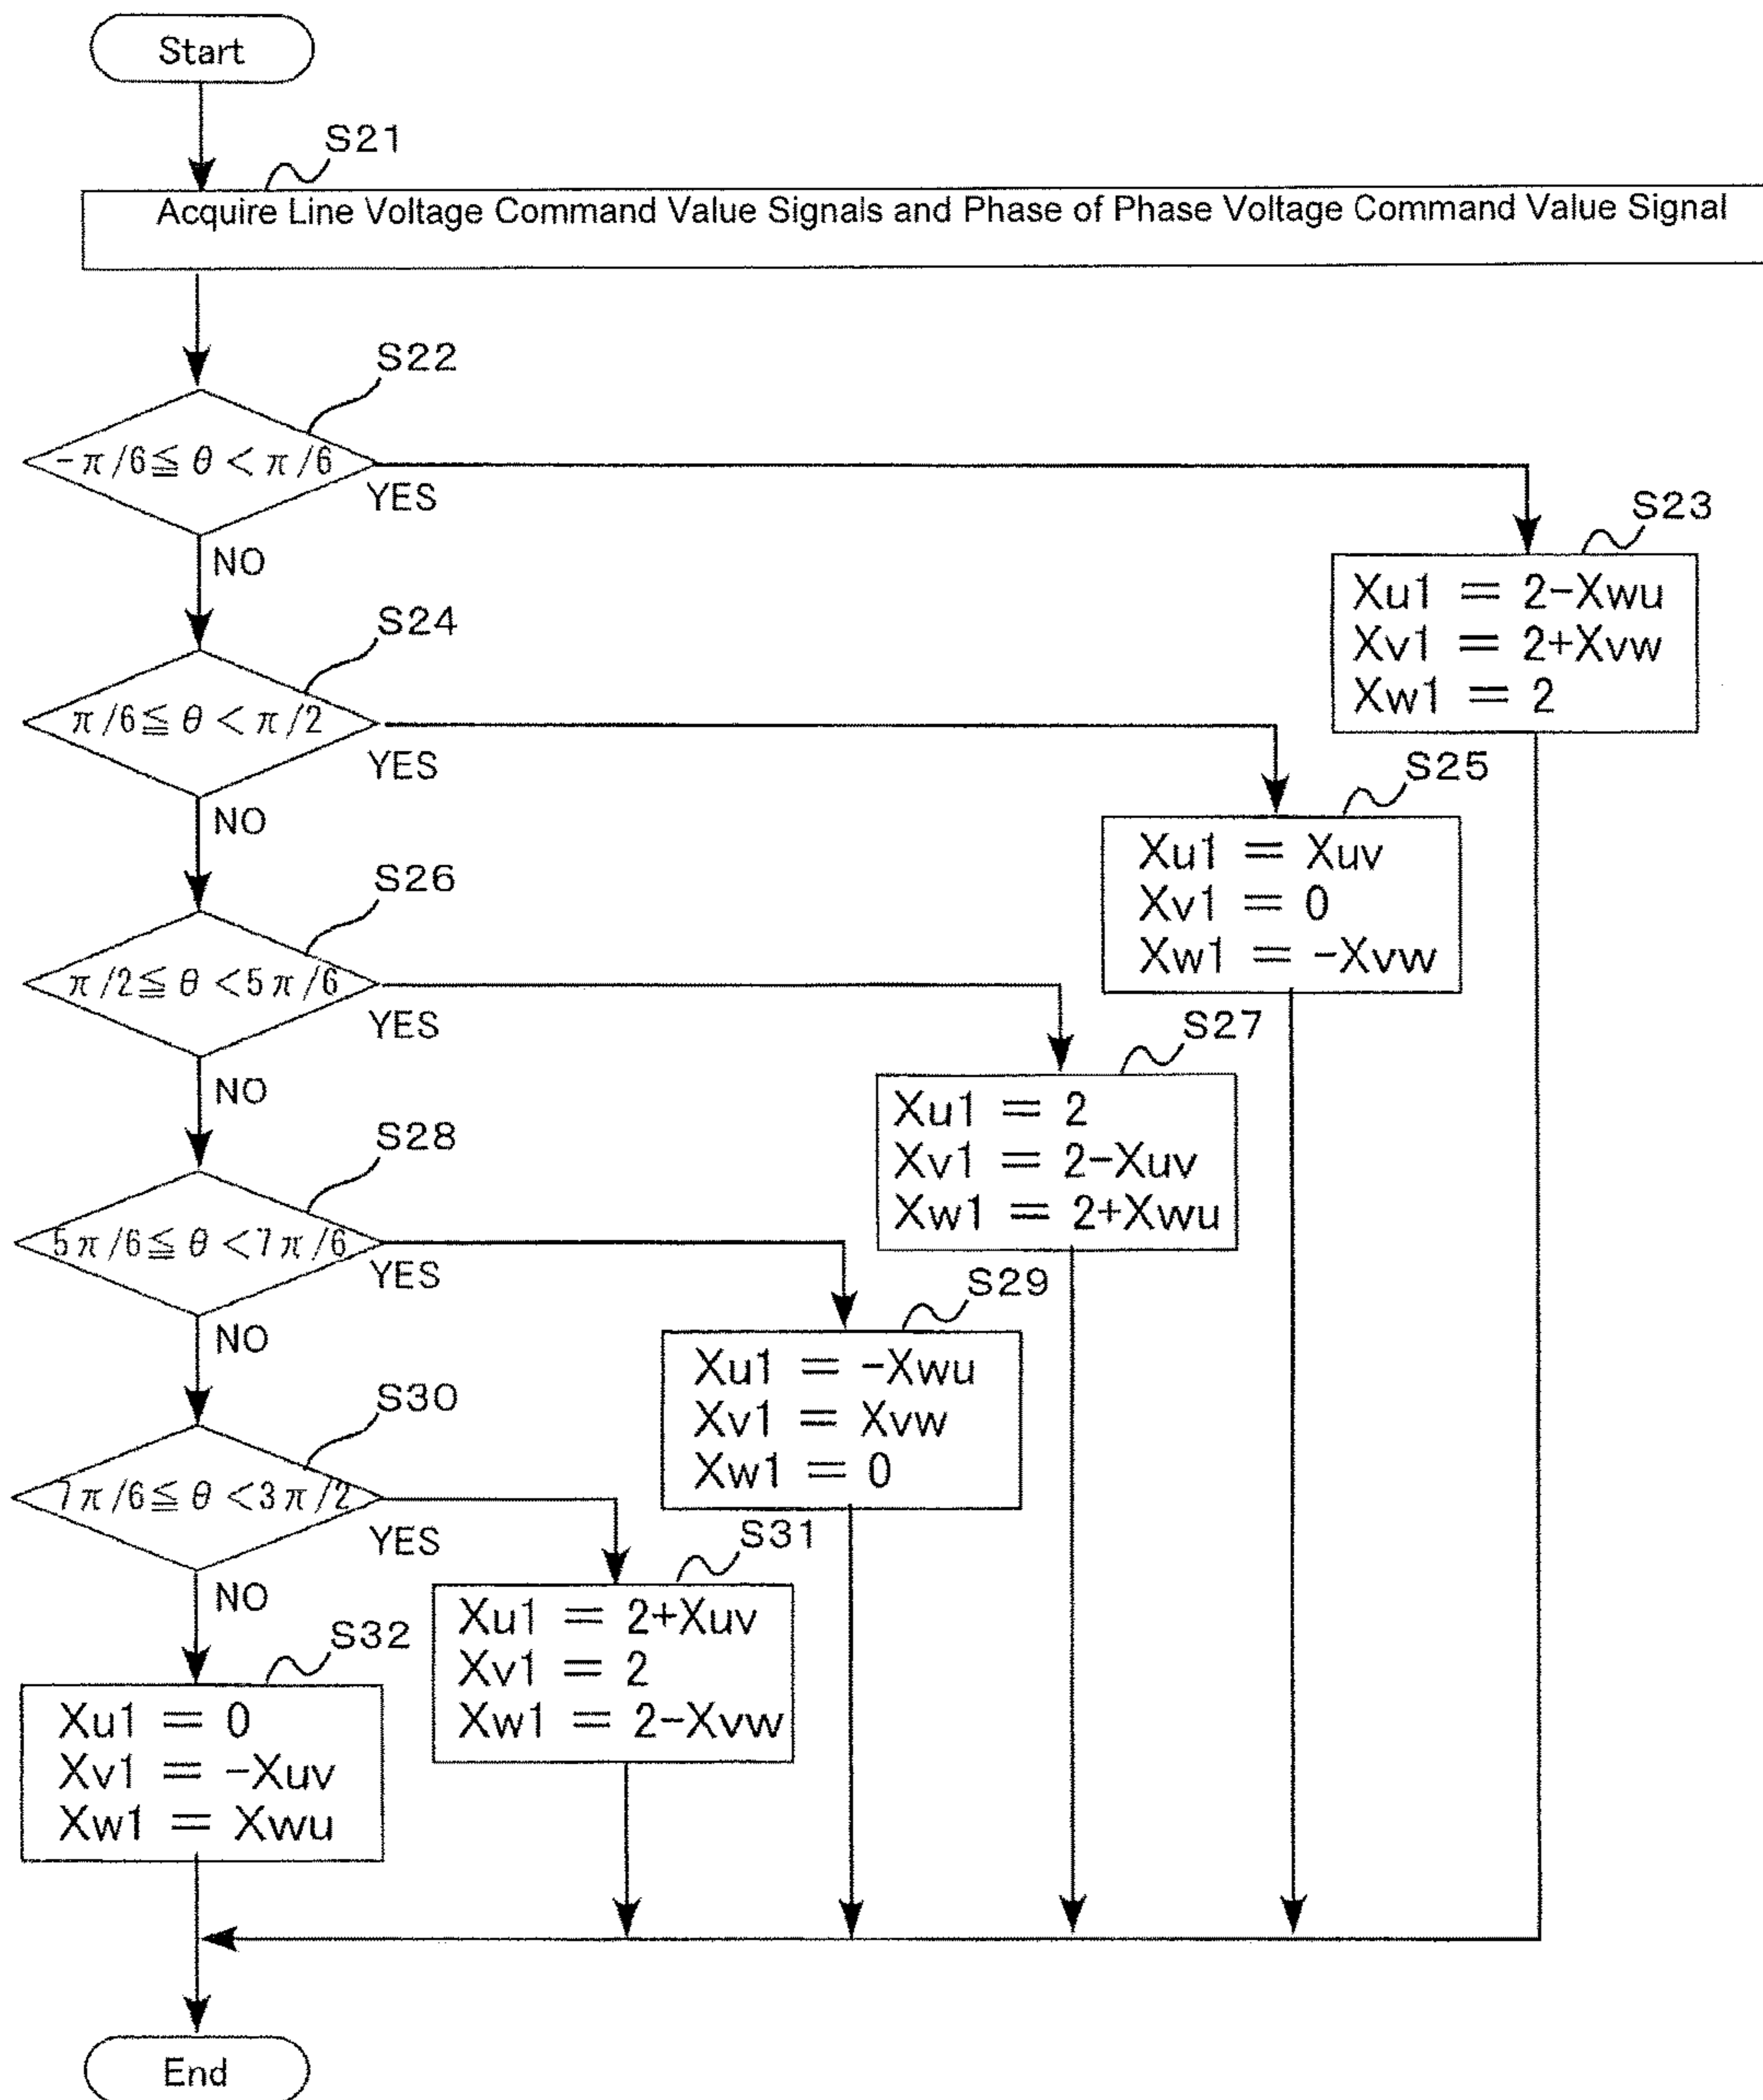 Start
S21
Acquire Line Voltage Command Value Signals and Phase of Phase Voltage Command Value Signal
S22
-π/6≦θ<π/6
YES
NO
S23
Xu1 = 2-Xwu
Xv1 = 2+Xvw
Xw1 = 2
S24
π/6≦θ<π/2
YES
NO
S25
Xu1 = Xuv
Xv1 = 0
Xw1 = -Xvw
S26
π/2≦θ<5π/6
YES
NO
S27
Xu1 = 2
Xv1 = 2-Xuv
Xw1 = 2+Xwu
S28
5π/6≦θ<7π/6
YES
NO
S29
Xu1 = -Xwu
Xv1 = Xvw
Xw1 = 0
S30
7π/6≦θ<3π/2
YES
NO
S31
Xu1 = 2+Xuv
Xv1 = 2
Xw1 = 2-Xvw
S32
Xu1 = 0
Xv1 = -Xuv
Xw1 = Xwu
End